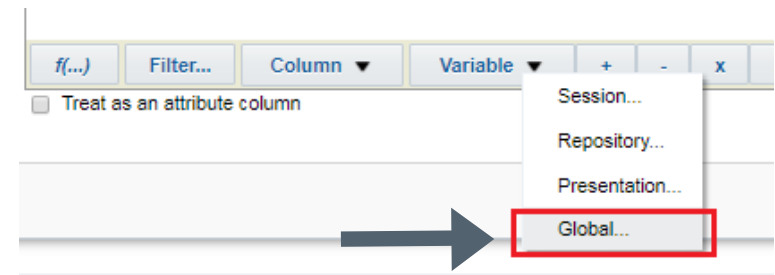 f(...) Filter... Column Variable + - x
Treat as an attribute column
Session...
Repository...
Presentation...
Global...